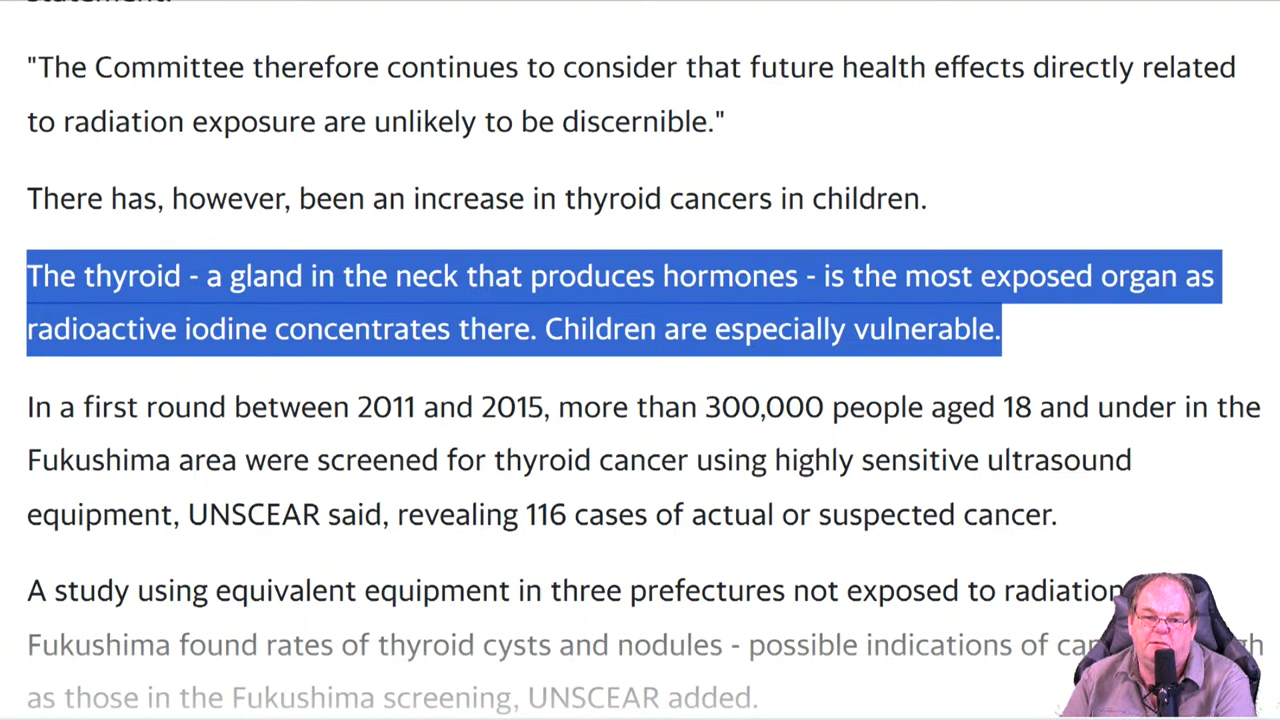 statement.
"The Committee therefore continues to consider that future health effects directly related
to radiation exposure are unlikely to be discernible."
There has, however, been an increase in thyroid cancers in children.
The thyroid - a gland in the neck that produces hormones - is the most exposed organ as
radioactive iodine concentrates there. Children are especially vulnerable.
In a first round between 2011 and 2015, more than 300,000 people aged 18 and under in the
Fukushima area were screened for thyroid cancer using highly sensitive ultrasound
equipment, UNSCEAR said, revealing 116 cases of actual or suspected cancer.
A study using equivalent equipment in three prefectures not exposed to radiation
Fukushima found rates of thyroid cysts and nodules - possible indications of
as those in the Fukushima screening, UNSCEAR added.